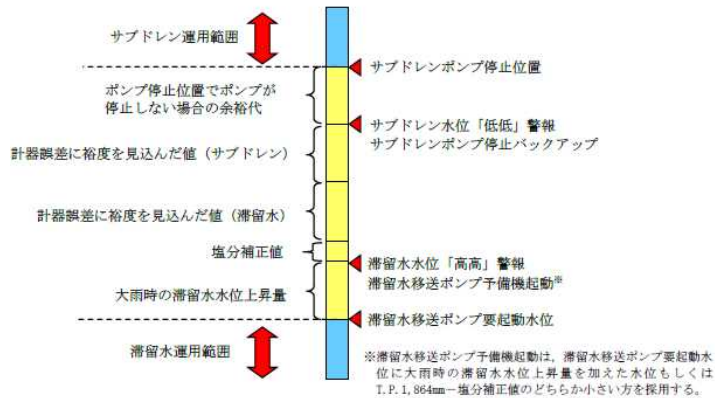 サブドレン運用範囲
サブドレンポンプ停止位置
ポンプ停止位置でポンプが
停止しない場合の余裕代
サブドレン水位「低低」警報
サブドレンポンプ停止バックアップ
計器誤差に裕度を見込んだ値（サブドレン）
計器誤差に裕度を見込んだ値（滞留水）
塩分補正値
滞留水水位「高高」警報
滞留水移送ポンプ予備機起動※
大雨時の滞留水水位上昇量
滞留水移送ポンプ要起動水位
滞留水運用範囲
※滞留水移送ポンプ予備機起動は，滞留水移送ポンプ要起動水
位に大雨時の滞留水水位上昇量を加えた水位もしくは
T.P.1,864mm－塩分補正値のどちらか小さい方を採用する。